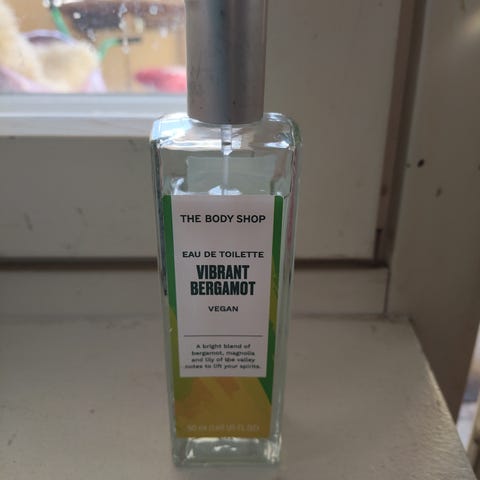 THE BODY SHOP
EAU DE TOILETTE
VIBRANT
BERGAMOT
VEGAN
A bright blend of
bergamot, magnolia
and lily of the valley
notes to lift your spirits.